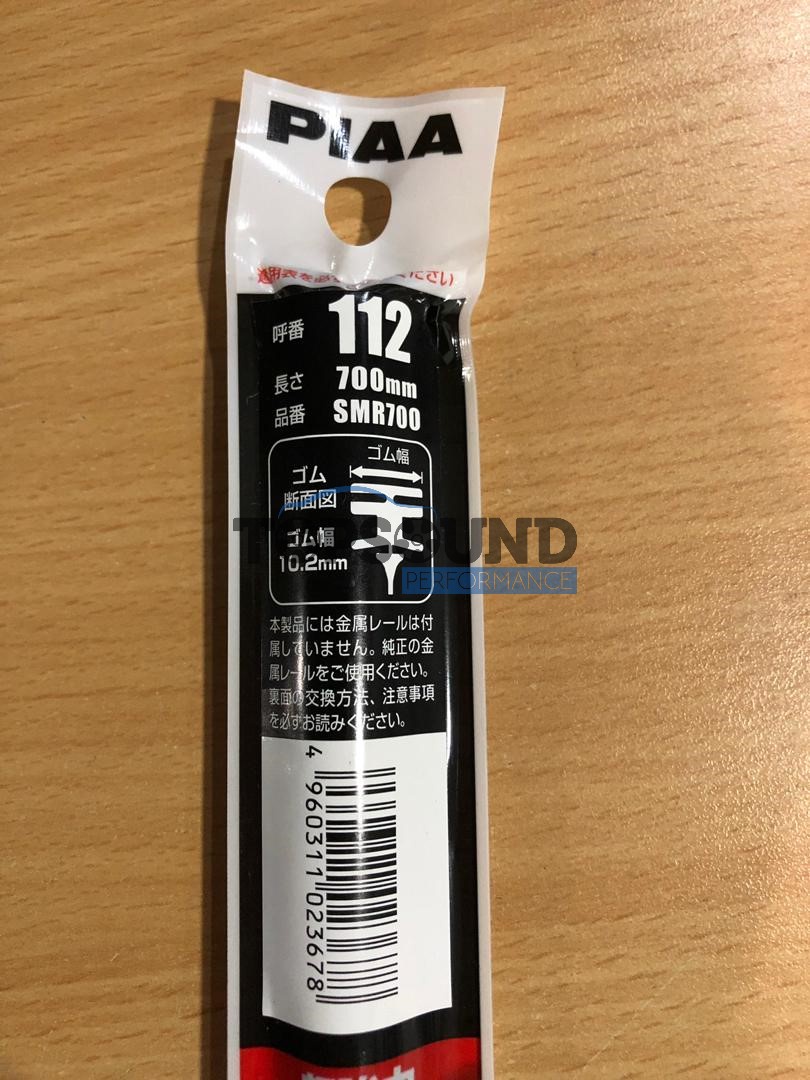 PIAA
呼番 112
長さ 700mm
品番 SMR700
ゴム幅
ゴム
断面図
ゴム幅
10.2mm
SOUND
PERFORMANCE
本製品には金属レールは付
属していません。純正の金
属レールをご使用ください。
裏面の交換方法、注意事項
を必ずお読みください。
4 960311 023678